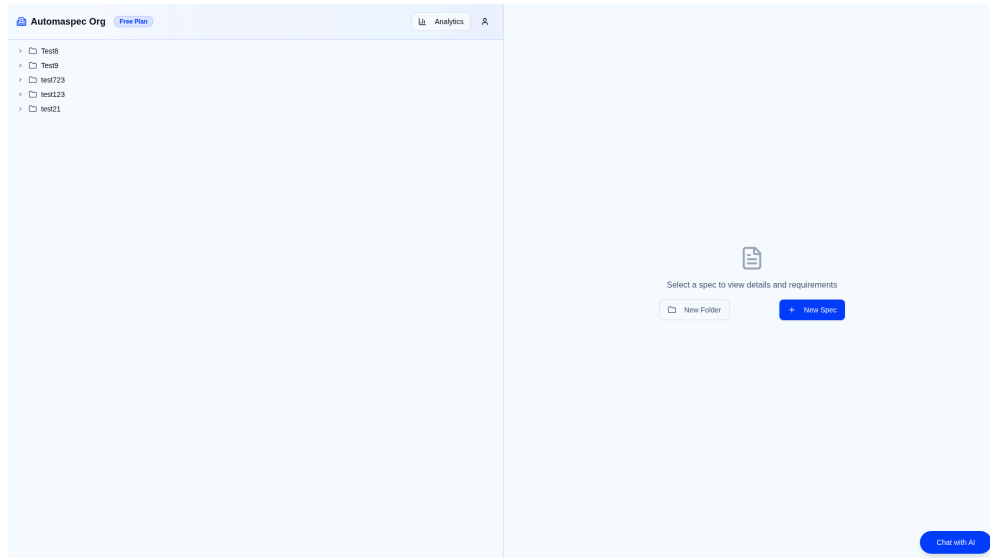 Automaspec Org Free Plan Analytics
Test8
Test9
test723
test123
test21
Select a spec to view details and requirements
New Folder New Spec
Chat with AI